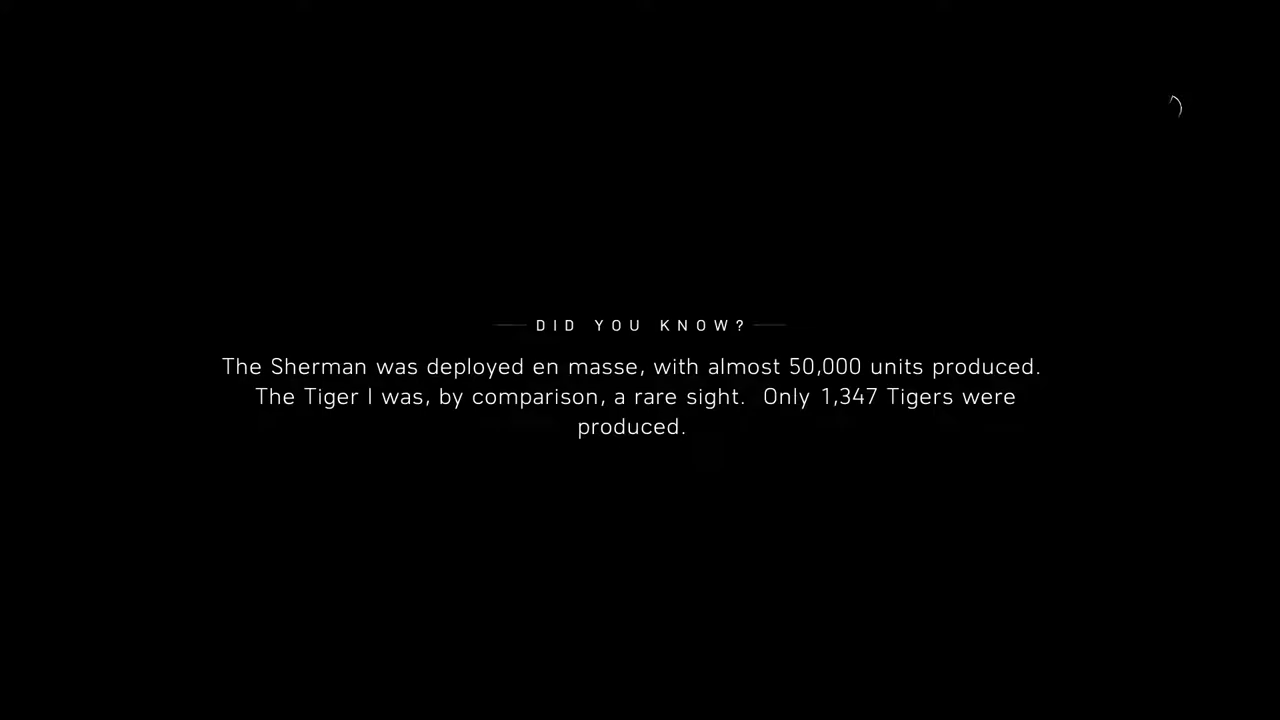 DID YOU KNOW?
The Sherman was deployed en masse, with almost 50,000 units produced.
The Tiger I was, by comparison, a rare sight.  Only 1,347 Tigers were
produced.